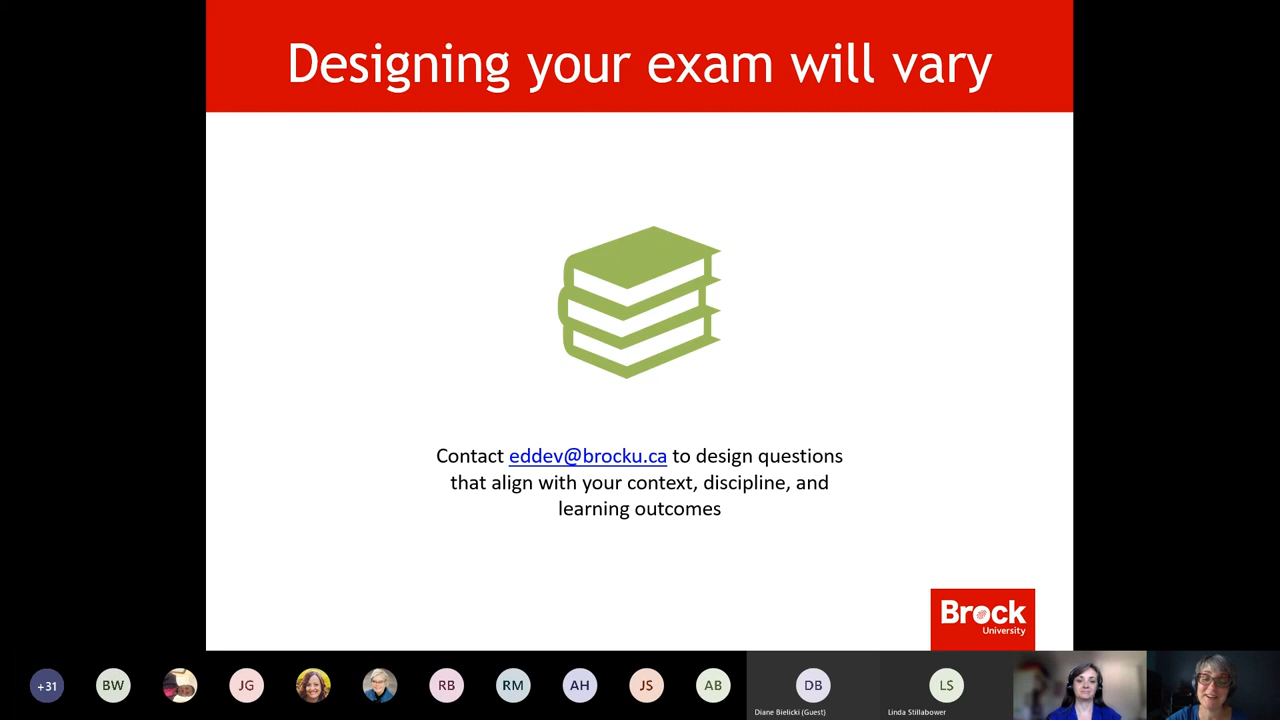 Designing your exam will vary
Contact eddev@brocku.ca to design questions
that align with your context, discipline, and
learning outcomes
Brock
University
+31
BW
JG
RB
RM
AH
JS
AB
DB
LS
Diane Bielicki (Guest)
Linda Stillabower